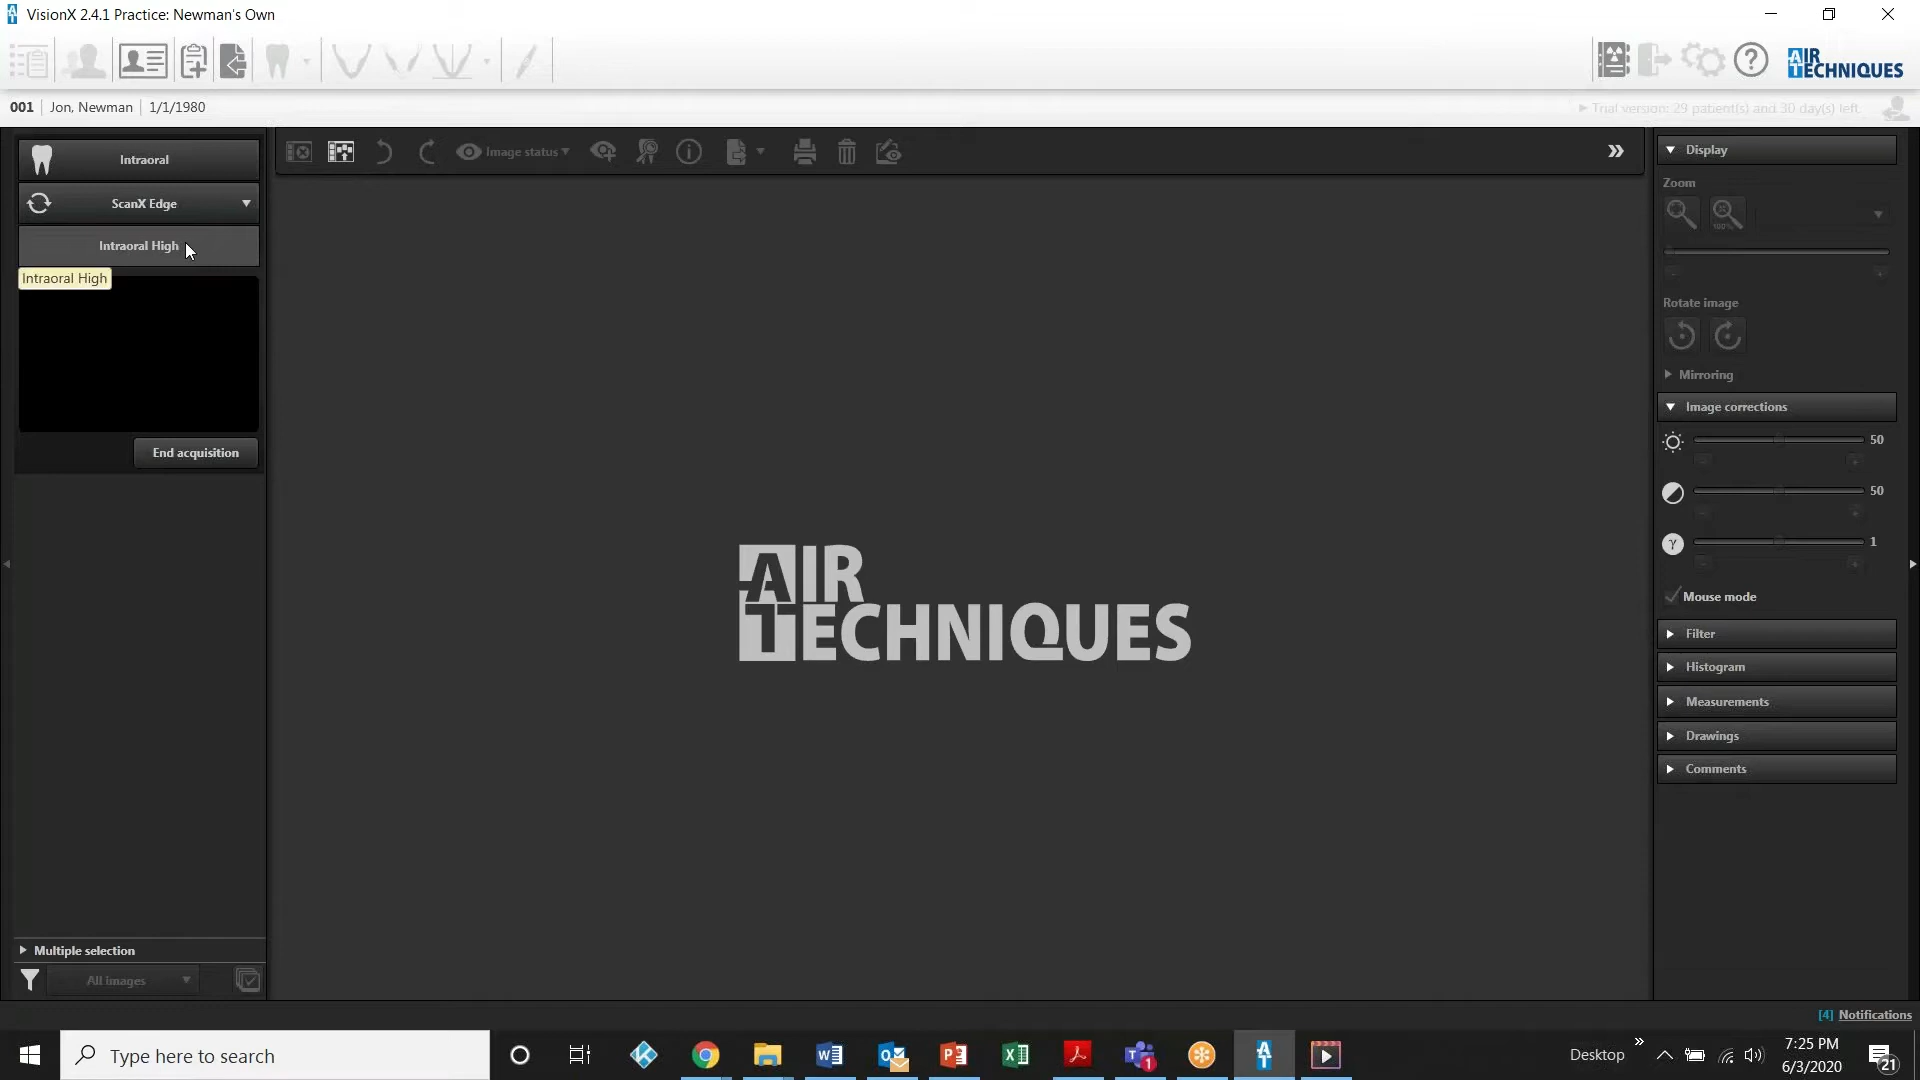 VisionX 2.4.1 Practice: Newman's Own
AIR
TECHNIQUES
001 Jon, Newman 1/1/1980
Trial version: 29 patient(s) and 30 day(s) left.
Intraoral
ScanX Edge
Intraoral High
Intraoral High
End acquisition
Image status
Display
Zoom
100%
Rotate image
Mirroring
Image corrections
50
50
γ 1
Mouse mode
Filter
Histogram
Measurements
Drawings
Comments
AIR
TECHNIQUES
Multiple selection
All images
[4] Notifications
Type here to search
Desktop
7:25 PM
6/3/2020
21
1